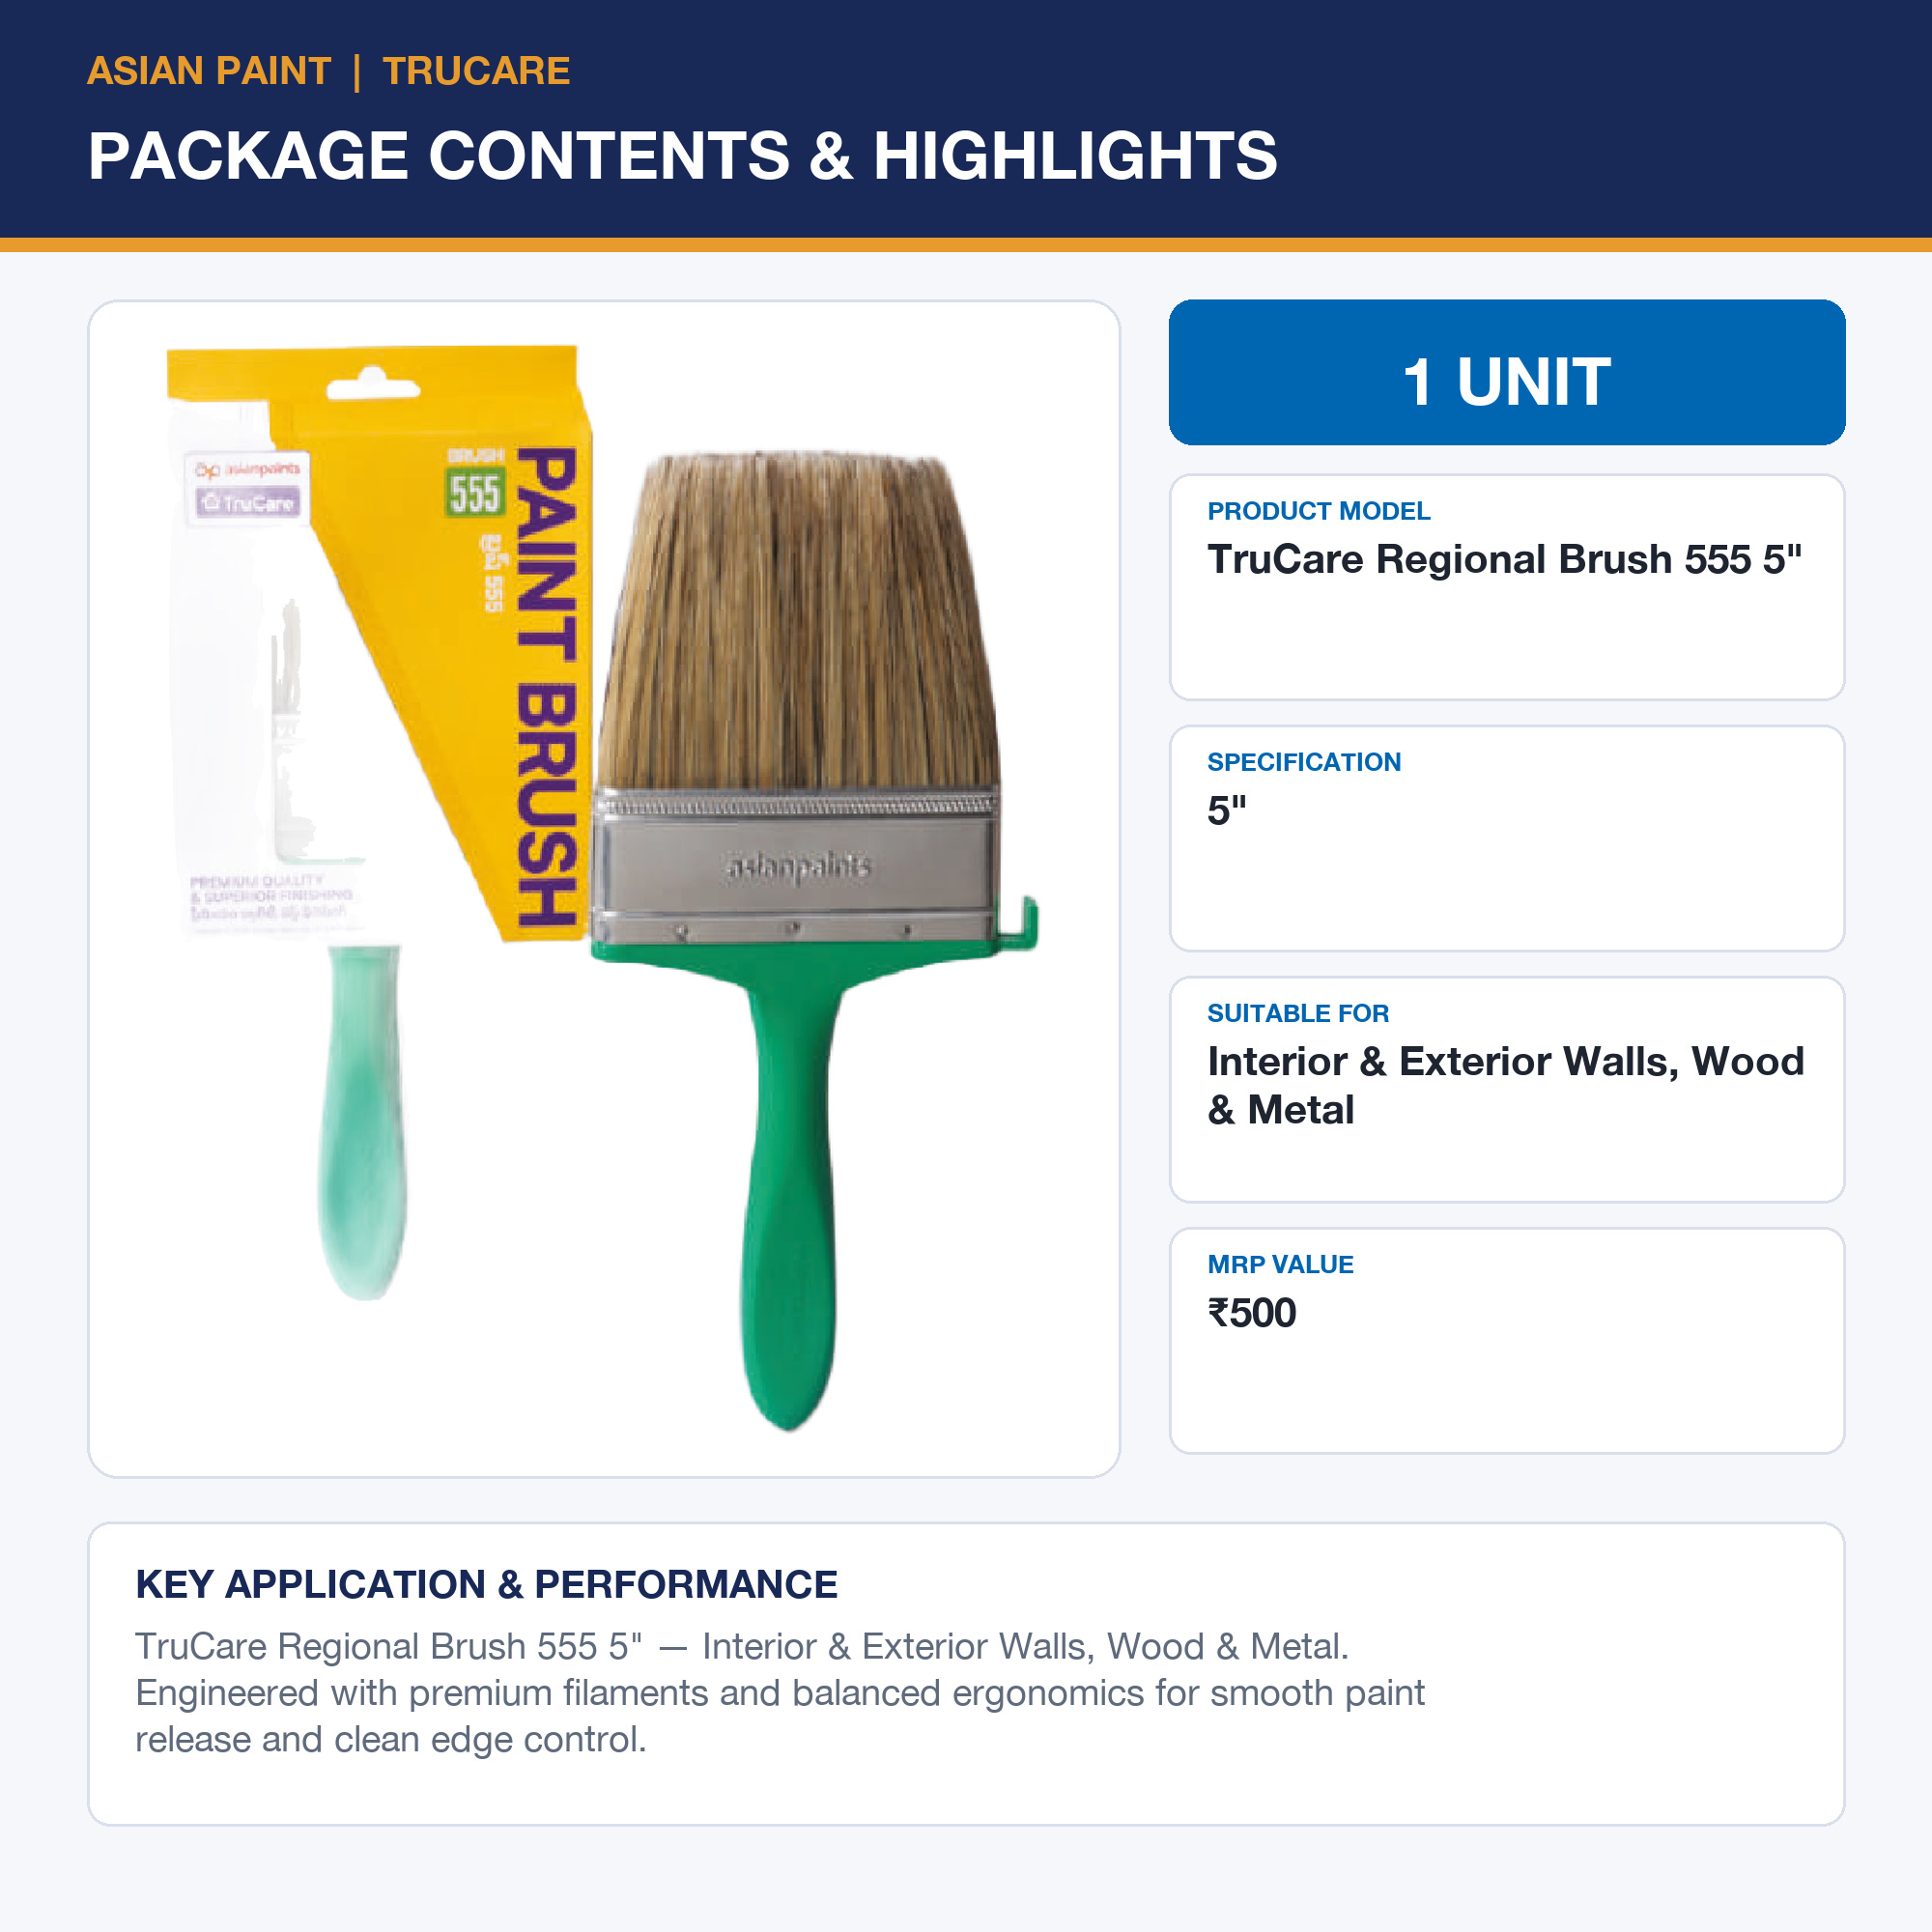 ASIAN PAINT | TRUCARE
PACKAGE CONTENTS & HIGHLIGHTS
asianpaints
TruCare
BRUSH
555
555
PAINT BRUSH
PREMIUM QUALITY
& SUPERIOR FINISHING
asianpaints
1 UNIT
PRODUCT MODEL
TruCare Regional Brush 555 5"
SPECIFICATION
5"
SUITABLE FOR
Interior & Exterior Walls, Wood
& Metal
MRP VALUE
₹500
KEY APPLICATION & PERFORMANCE
TruCare Regional Brush 555 5" — Interior & Exterior Walls, Wood & Metal.
Engineered with premium filaments and balanced ergonomics for smooth paint
release and clean edge control.